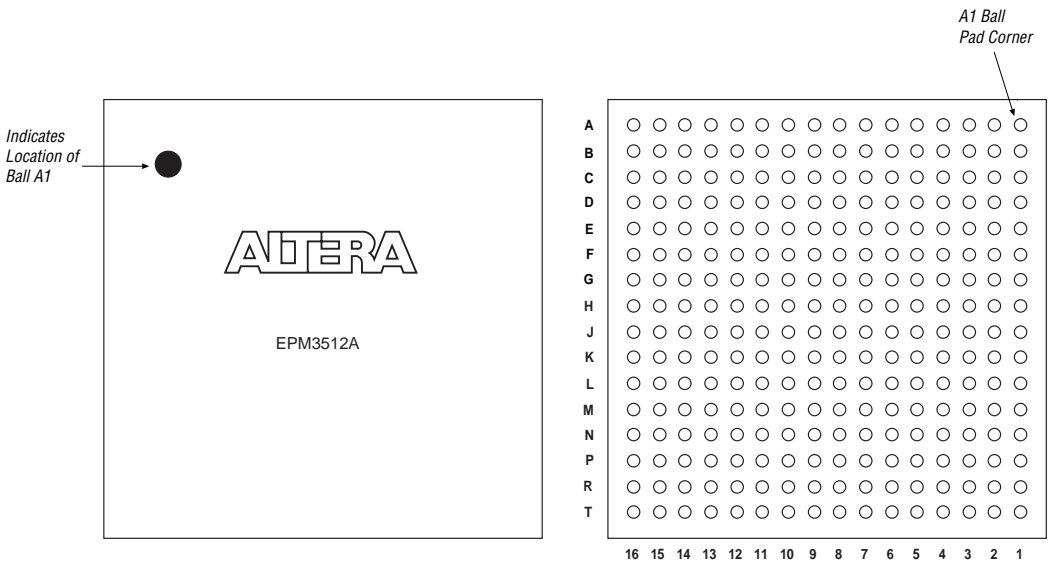 A1 Ball
Pad Corner
Indicates
Location of
Ball A1
ALTERA
EPM3512A
A
B
C
D
E
F
G
H
J
K
L
M
N
P
R
T
16 15 14 13 12 11 10 9 8 7 6 5 4 3 2 1